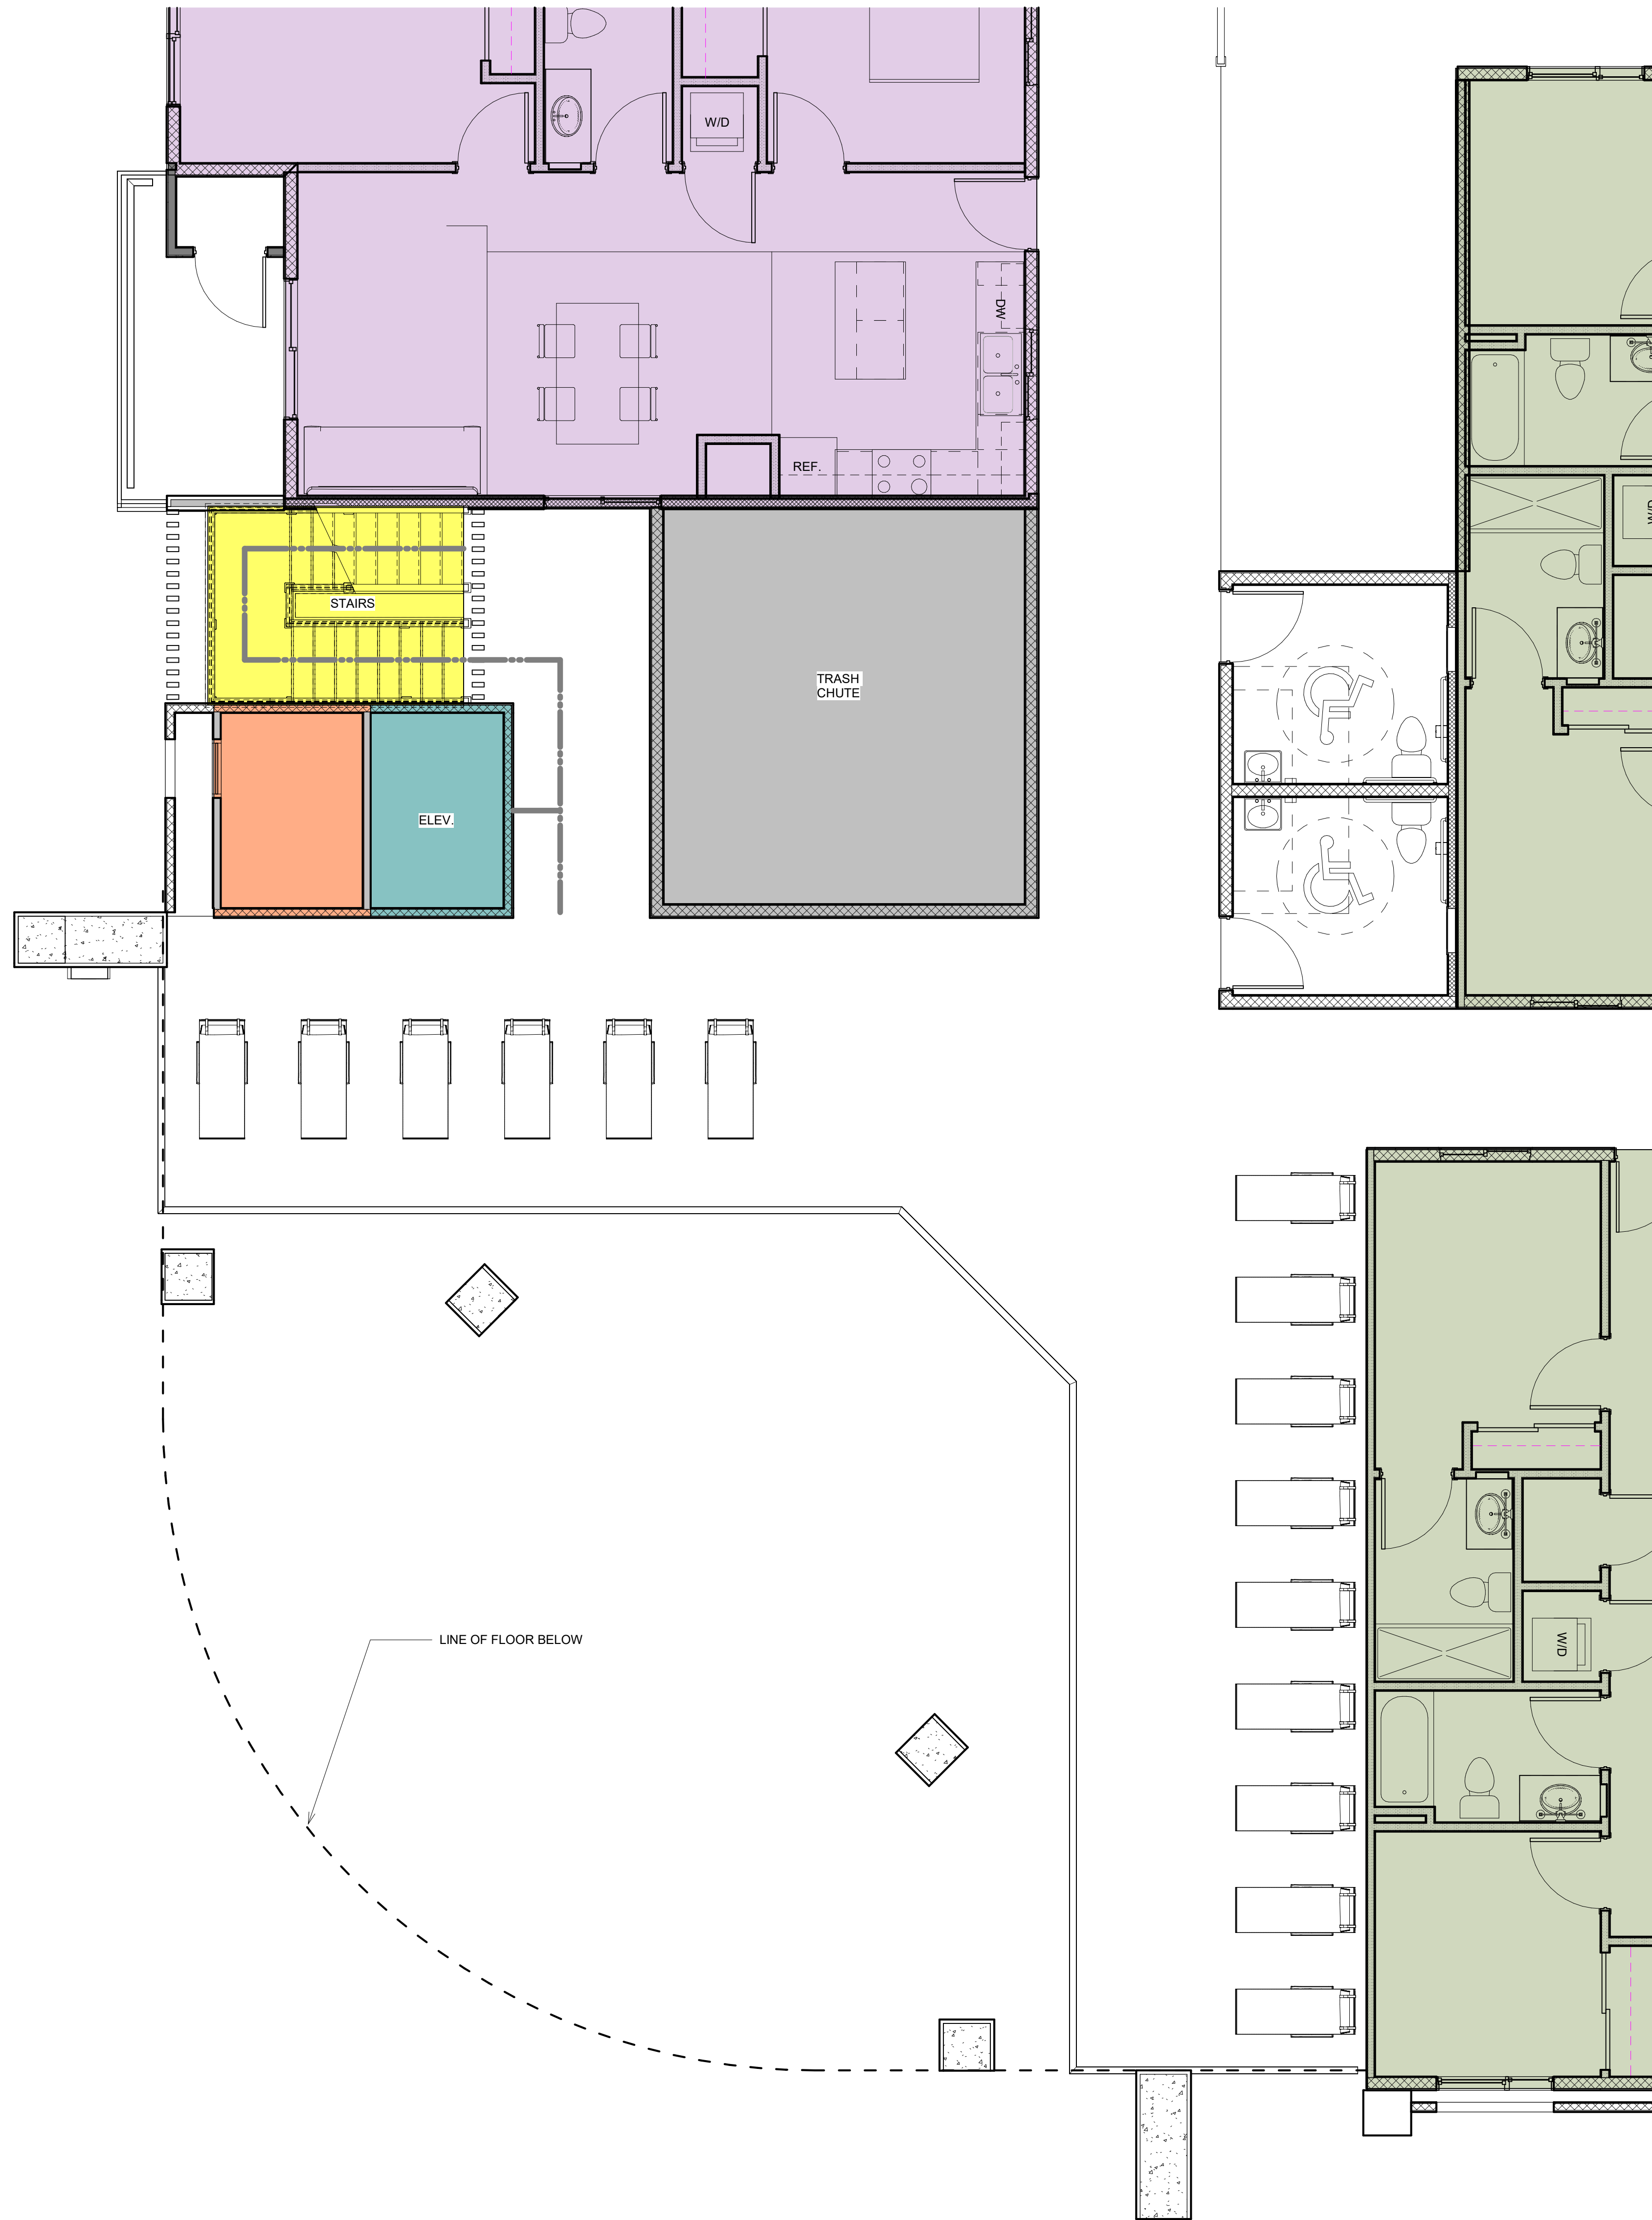 W/D
DW
REF.
STAIRS
TRASH
CHUTE
ELEV.
W/D
LINE OF FLOOR BELOW
W/D